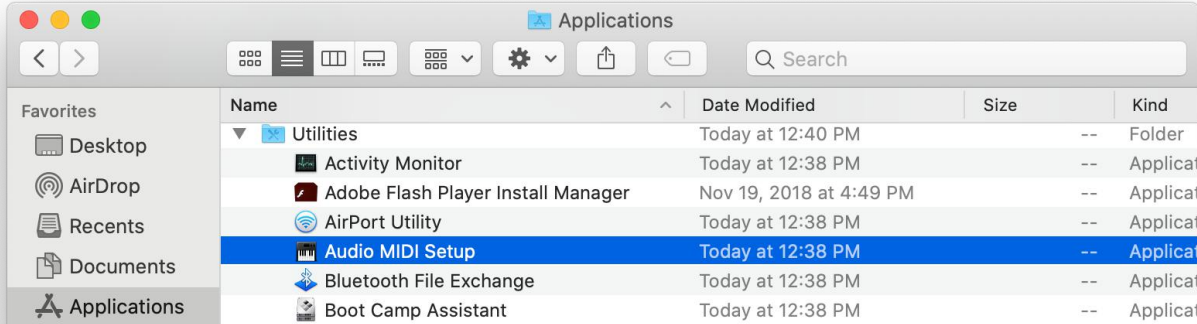 Applications
Search
Favorites
Desktop
AirDrop
Recents
Documents
Applications
Name Date Modified Size Kind
Utilities Today at 12:40 PM -- Folder
Activity Monitor Today at 12:38 PM -- Applicat
Adobe Flash Player Install Manager Nov 19, 2018 at 4:49 PM -- Applicat
AirPort Utility Today at 12:38 PM -- Applicat
Audio MIDI Setup Today at 12:38 PM -- Applicat
Bluetooth File Exchange Today at 12:38 PM -- Applicat
Boot Camp Assistant Today at 12:38 PM -- Applicat